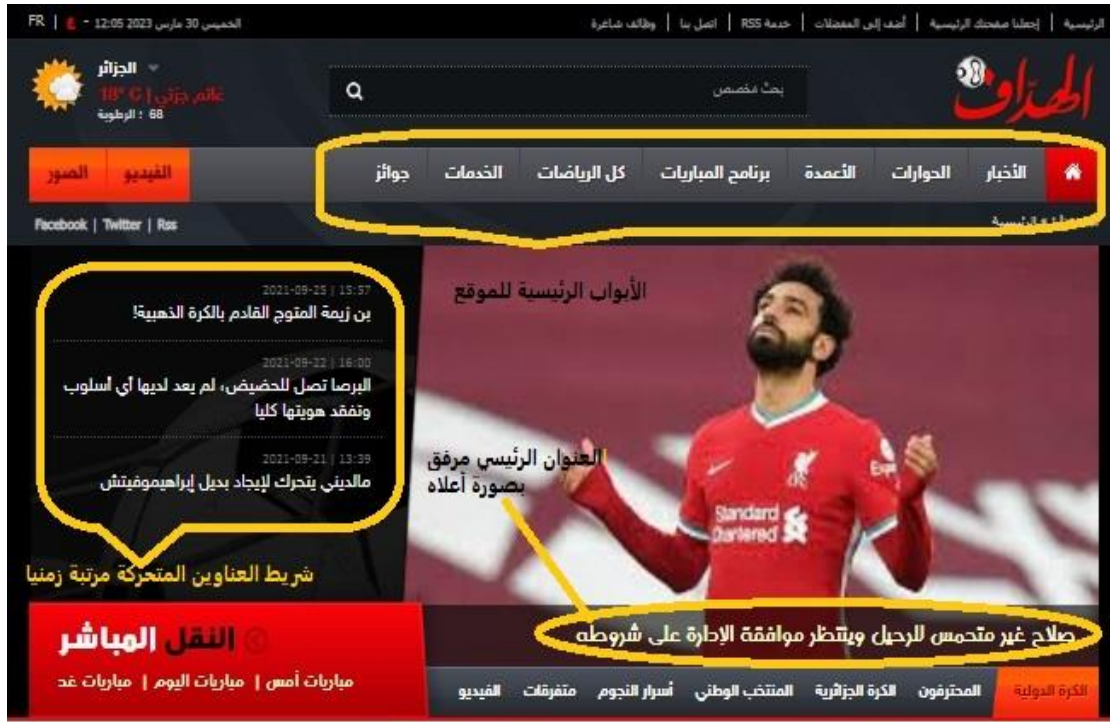 الرئيسية | إجعلنا صفحتك الرئيسية | أضف إلى المفضلات | خدمة RSS | اتصل بنا | وظائف شاغرة
الخميس 30 مارس 2023 12:05 - ع | FR
الهدّاف
بحث مخصص
الجزائر
غائم جزئي | 18° C
68 : الرطوبة
الأخبار الحوارات الأعمدة برنامج المباريات كل الرياضات الخدمات جوائز
الفيديو الصور
الرئيسية
Facebook | Twitter | Rss
الأبواب الرئيسية للموقع
2021-09-25 | 15:57
بن زيمة المتوج القادم بالكرة الذهبية!
2021-09-22 | 16:00
البرصا تصل للحضيض، لم يعد لديها أي أسلوب
وتفقد هويتها كليا
2021-09-21 | 13:39
مالديني يتحرك لإيجاد بديل إبراهيموفيتش
العنوان الرئيسي مرفق
بصورة أعلاه
Standard
Chartered
Expedia
شريط العناوين المتحركة مرتبة زمنيا
صلاح غير متحمس للرحيل وينتظر موافقة الإدارة على شروطه
النقل المباشر
مباريات أمس | مباريات اليوم | مباريات غد
الكرة الدولية المحترفون الكرة الجزائرية المنتخب الوطني أسرار النجوم متفرقات الفيديو